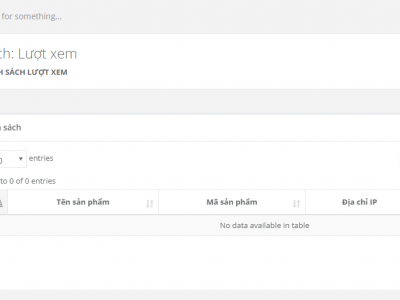 for something...
ch: Lượt xem
H SÁCH LƯỢT XEM
sách
0 entries
to 0 of 0 entries
Tên sản phẩm Mã sản phẩm Địa chỉ IP
No data available in table